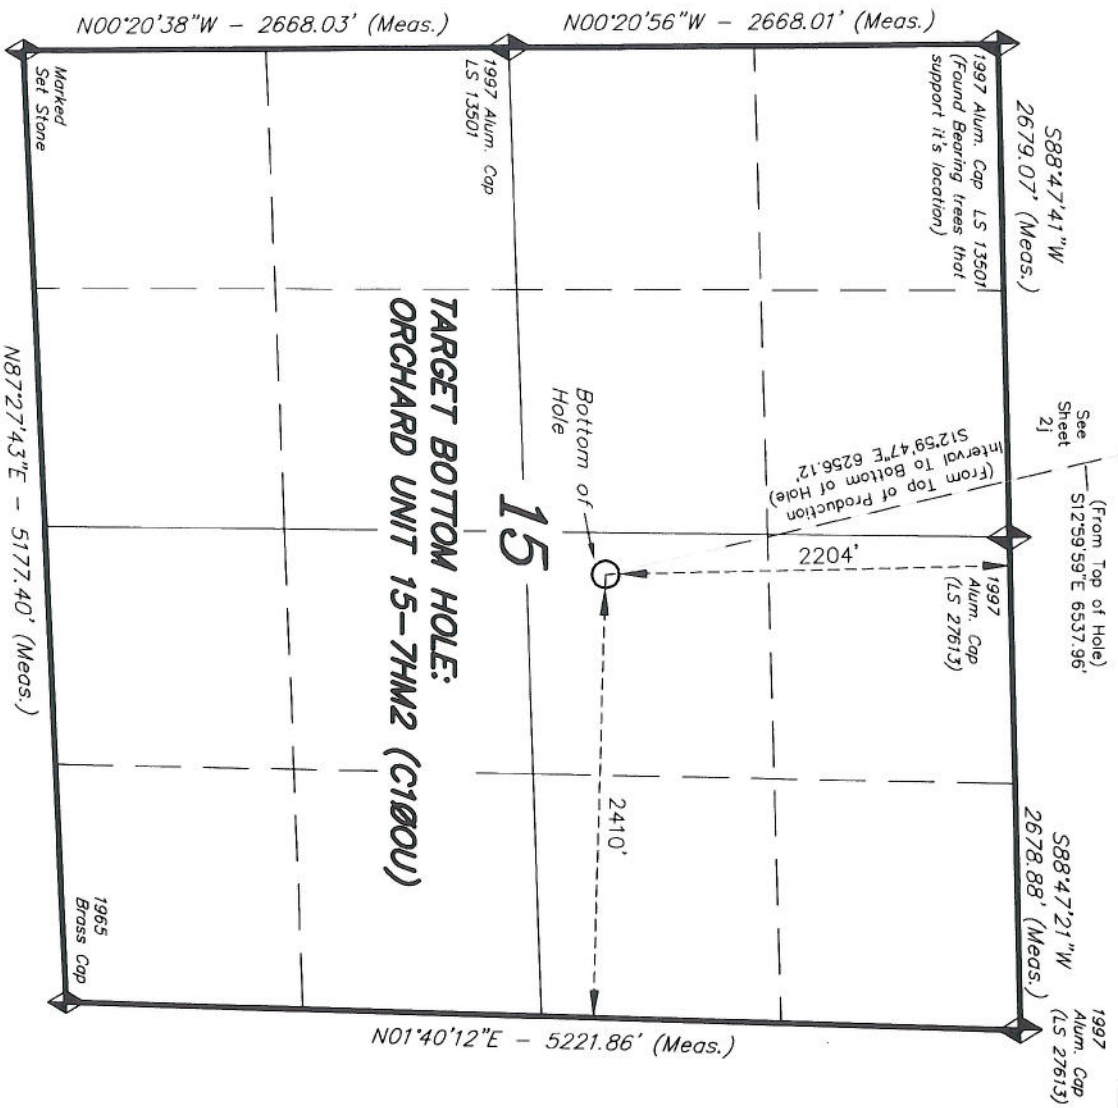 S88°47'41"W
2679.07' (Meas.)
See
Sheet
2j
(From Top of Hole)
S12°59'59"E 6537.96'
S88°47'21"W
2678.88' (Meas.)
1997
Alum. Cap
(LS 27613)
1997 Alum. Cap LS 13501
(Found Bearing trees that
support it's location)
N00°20'56"W - 2668.01' (Meas.)
(From Top of Production
Interval To Bottom of Hole)
S12°59'47"E 6256.12'
2204'
1997
Alum. Cap
(LS 27613)
Bottom of
Hole
2410'
15
1997 Alum. Cap
LS 13501
TARGET BOTTOM HOLE:
ORCHARD UNIT 15-7HM2 (C10OU)
N00°20'38"W - 2668.03' (Meas.)
N01°40'12"E - 5221.86' (Meas.)
Marked
Set Stone
1965
Brass Cap
N87°27'43"E - 5177.40' (Meas.)